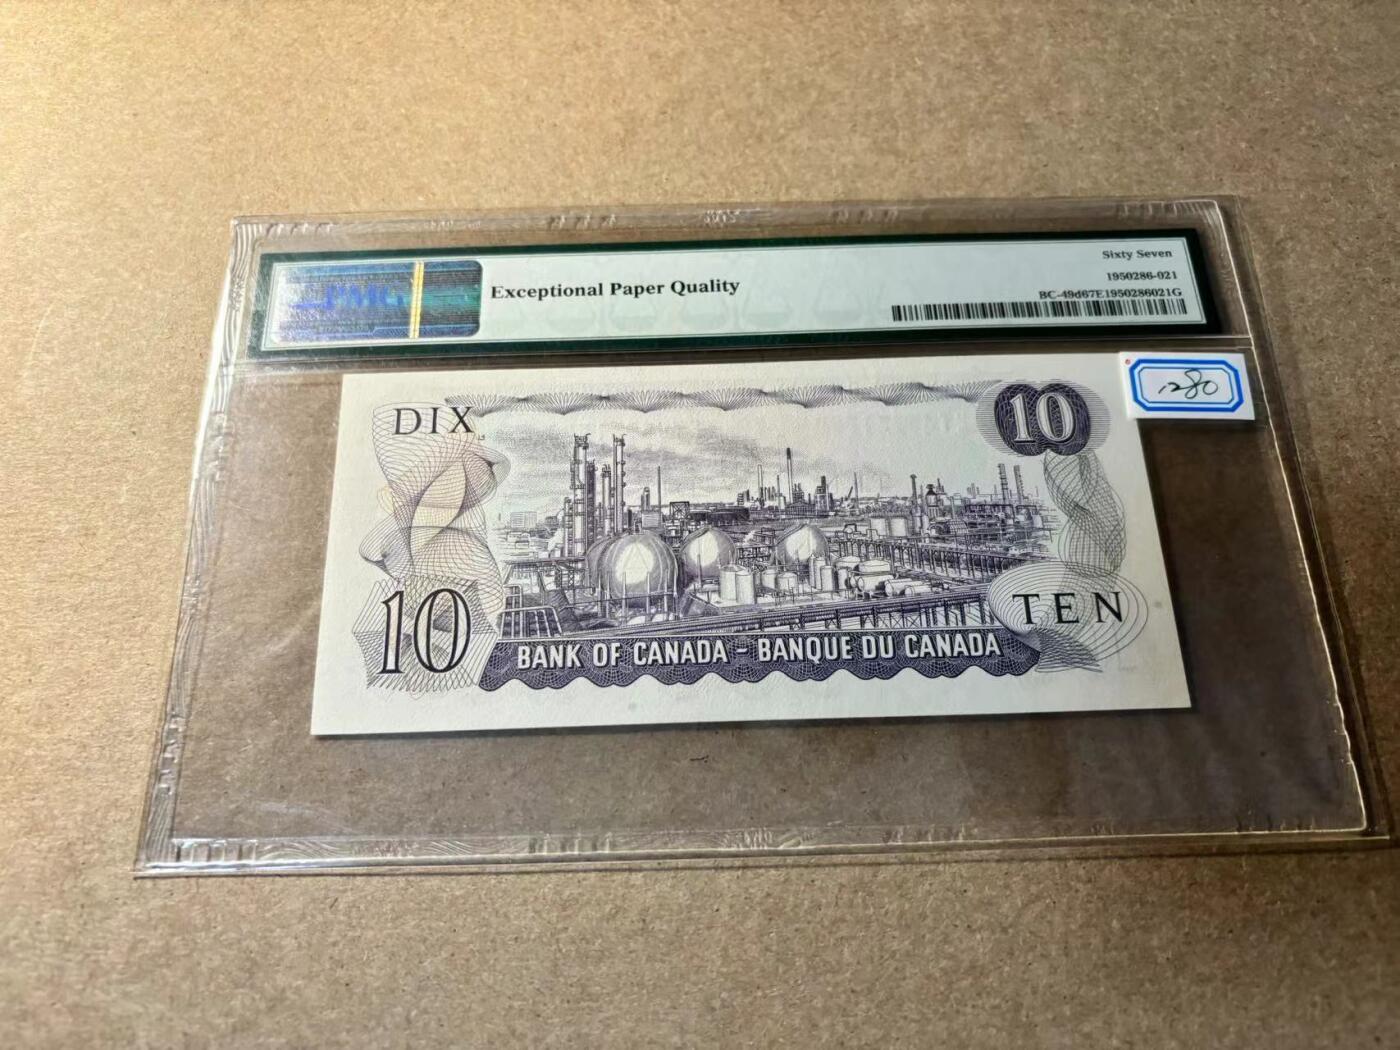 PMG
Exceptional Paper Quality
Sixty Seven
1950286-021
BC-49d67E1950286021G
1280
DIX
10
10
TEN
BANK OF CANADA - BANQUE DU CANADA